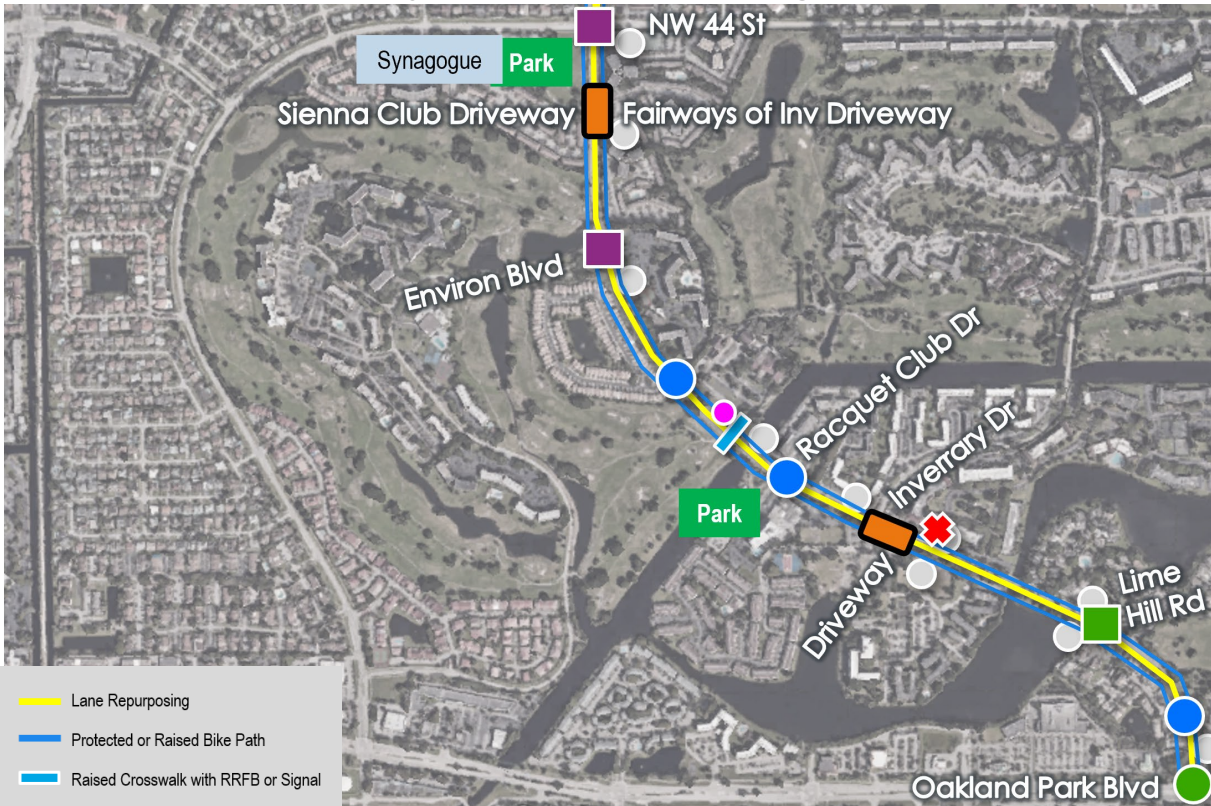 NW 44 St
Synagogue
Park
Sienna Club Driveway
Fairways of Inv Driveway
Environ Blvd
Racquet Club Dr
Inverrary Dr
Park
Driveway
Lime
Hill Rd
Lane Repurposing
Protected or Raised Bike Path
Raised Crosswalk with RRFB or Signal
Oakland Park Blvd